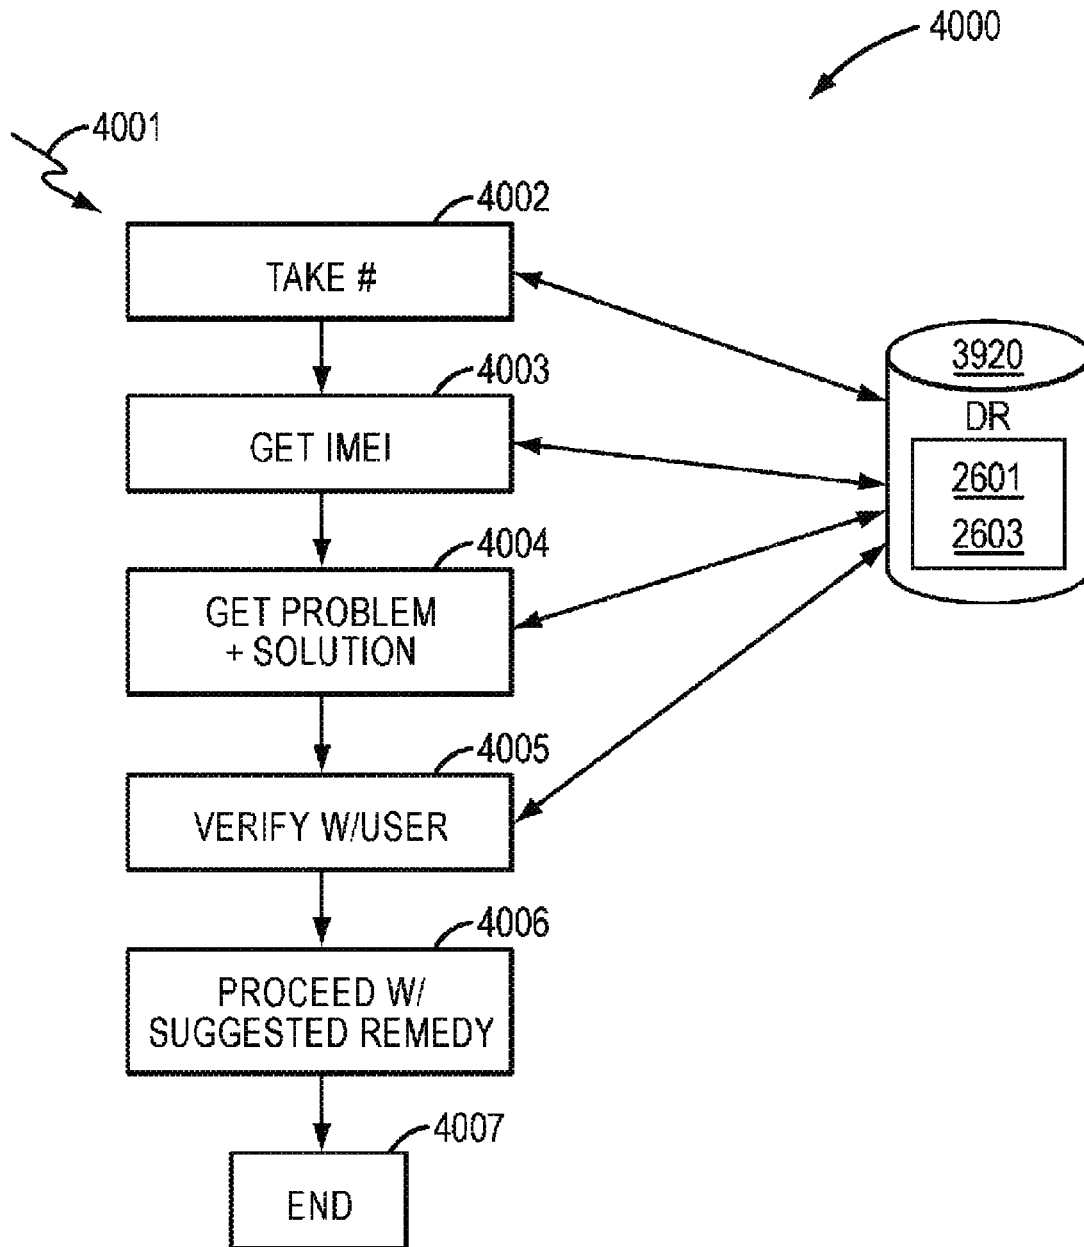 4000
4001
4002
TAKE #
4003
GET IMEI
4004
GET PROBLEM
+ SOLUTION
4005
VERIFY W/USER
4006
PROCEED W/
SUGGESTED REMEDY
4007
END
3920
DR
2601
2603